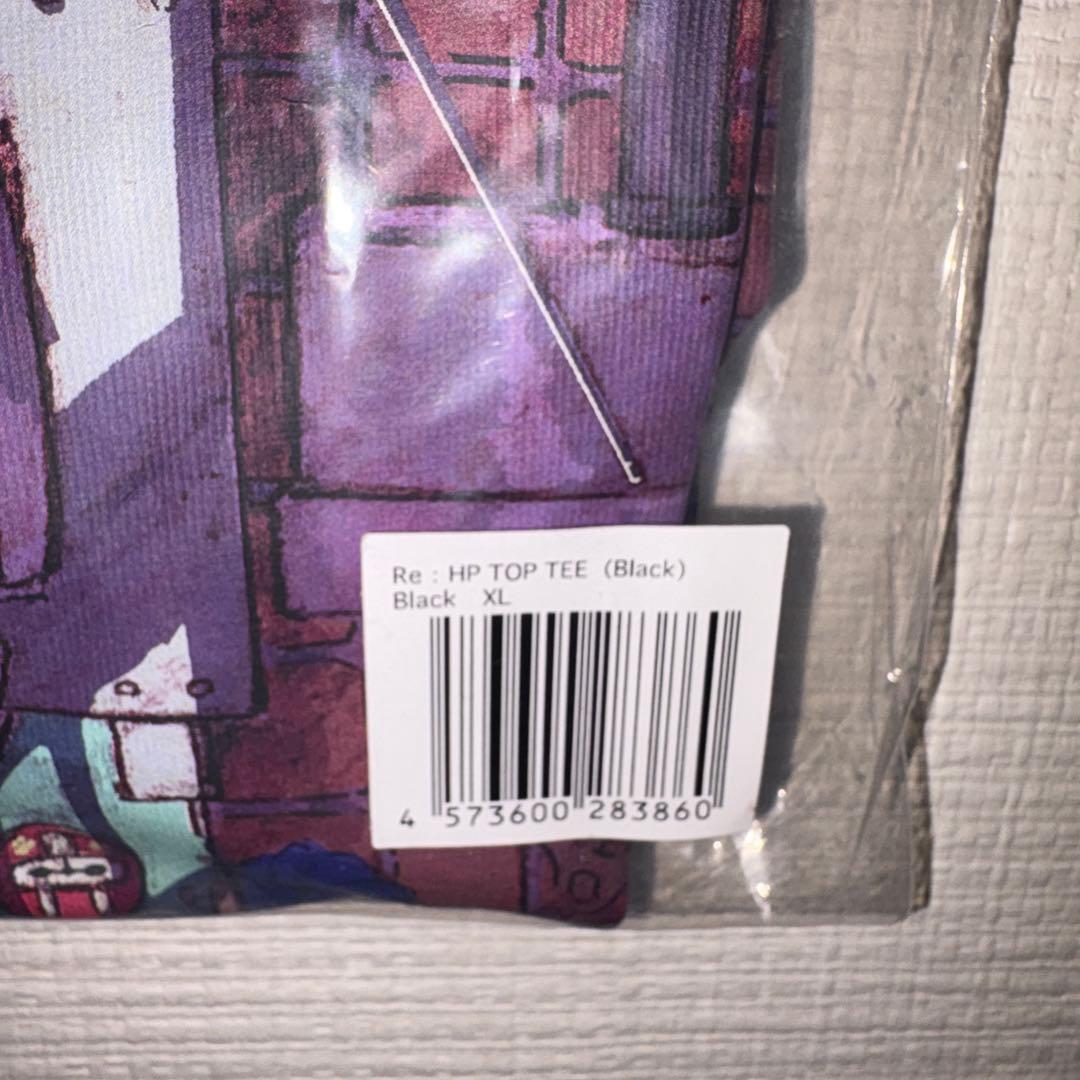 Re : HP TOP TEE (Black)
Black XL
4 573600 283860